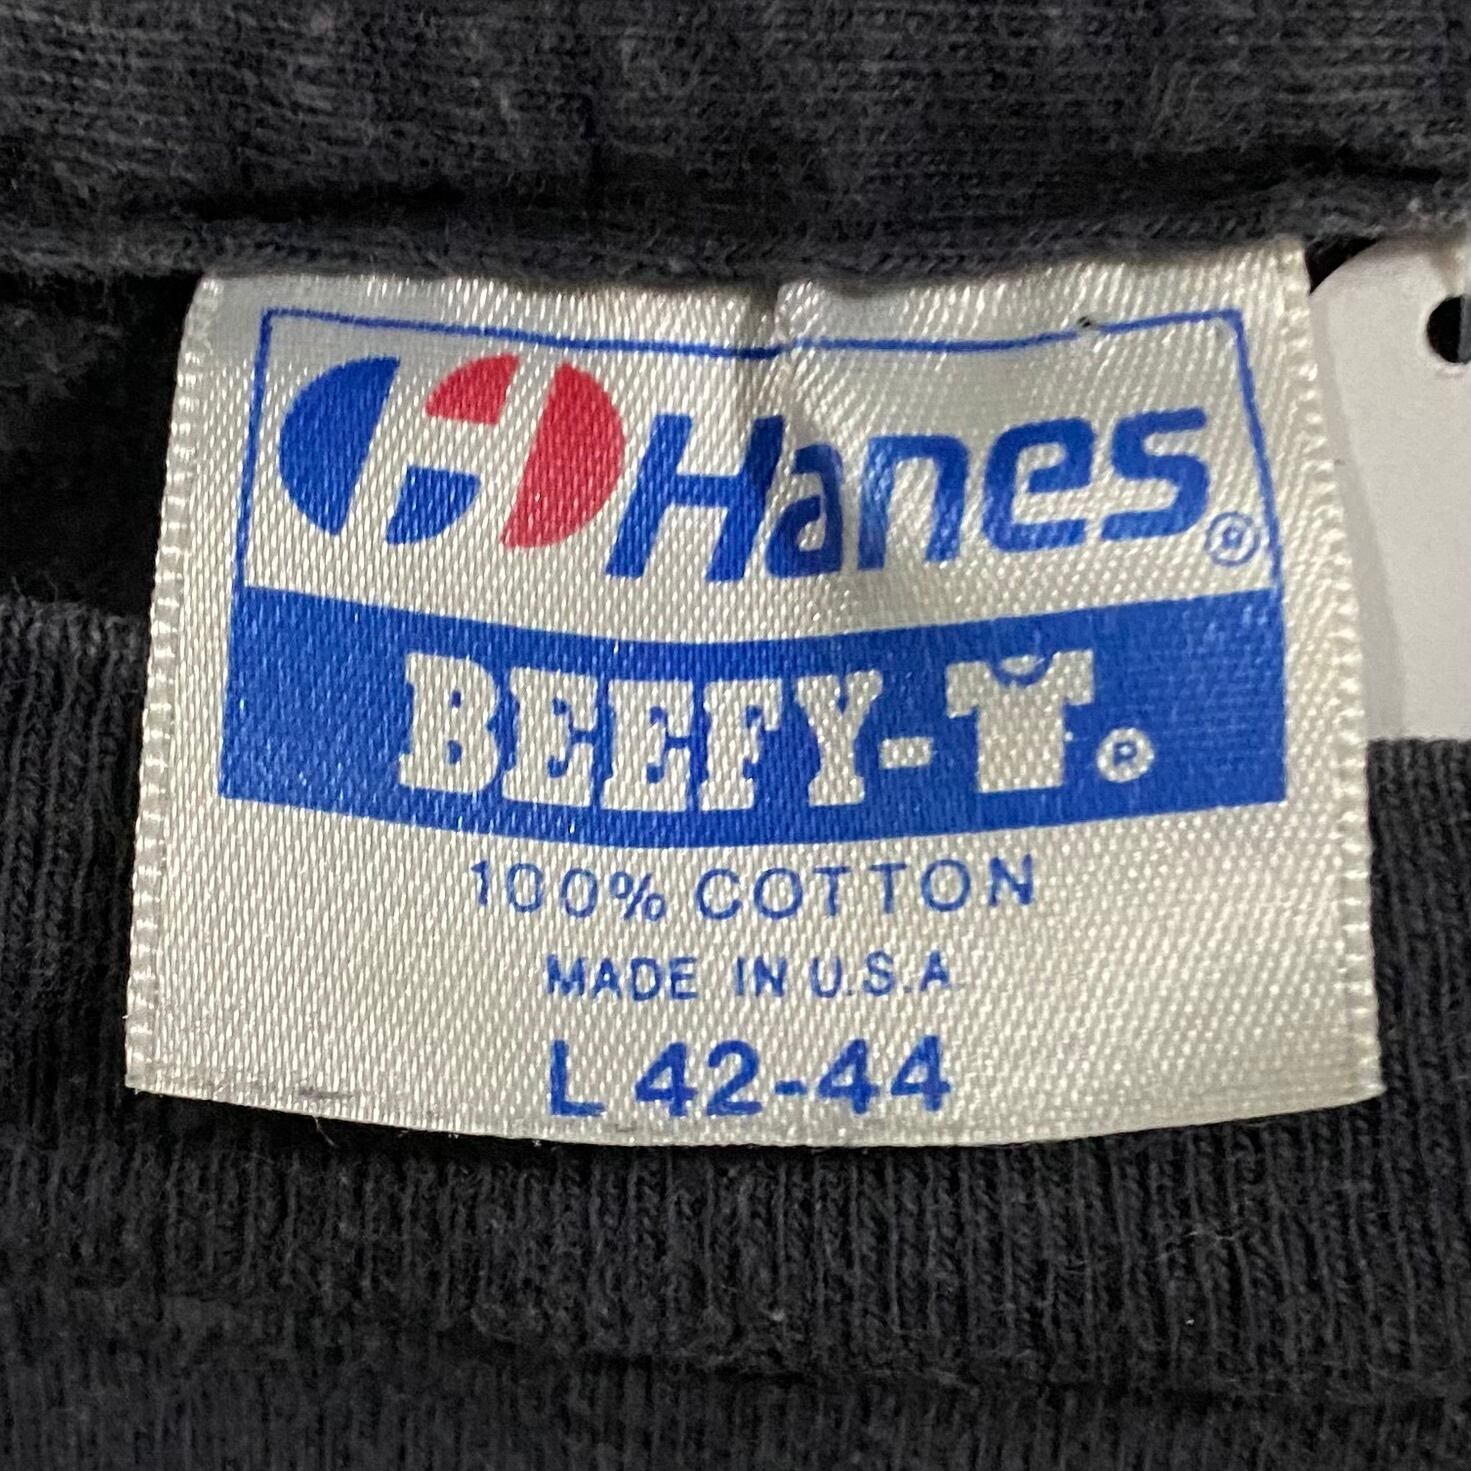 Hanes®
BEEFY-T®
100% COTTON
MADE IN U.S.A.
L 42-44